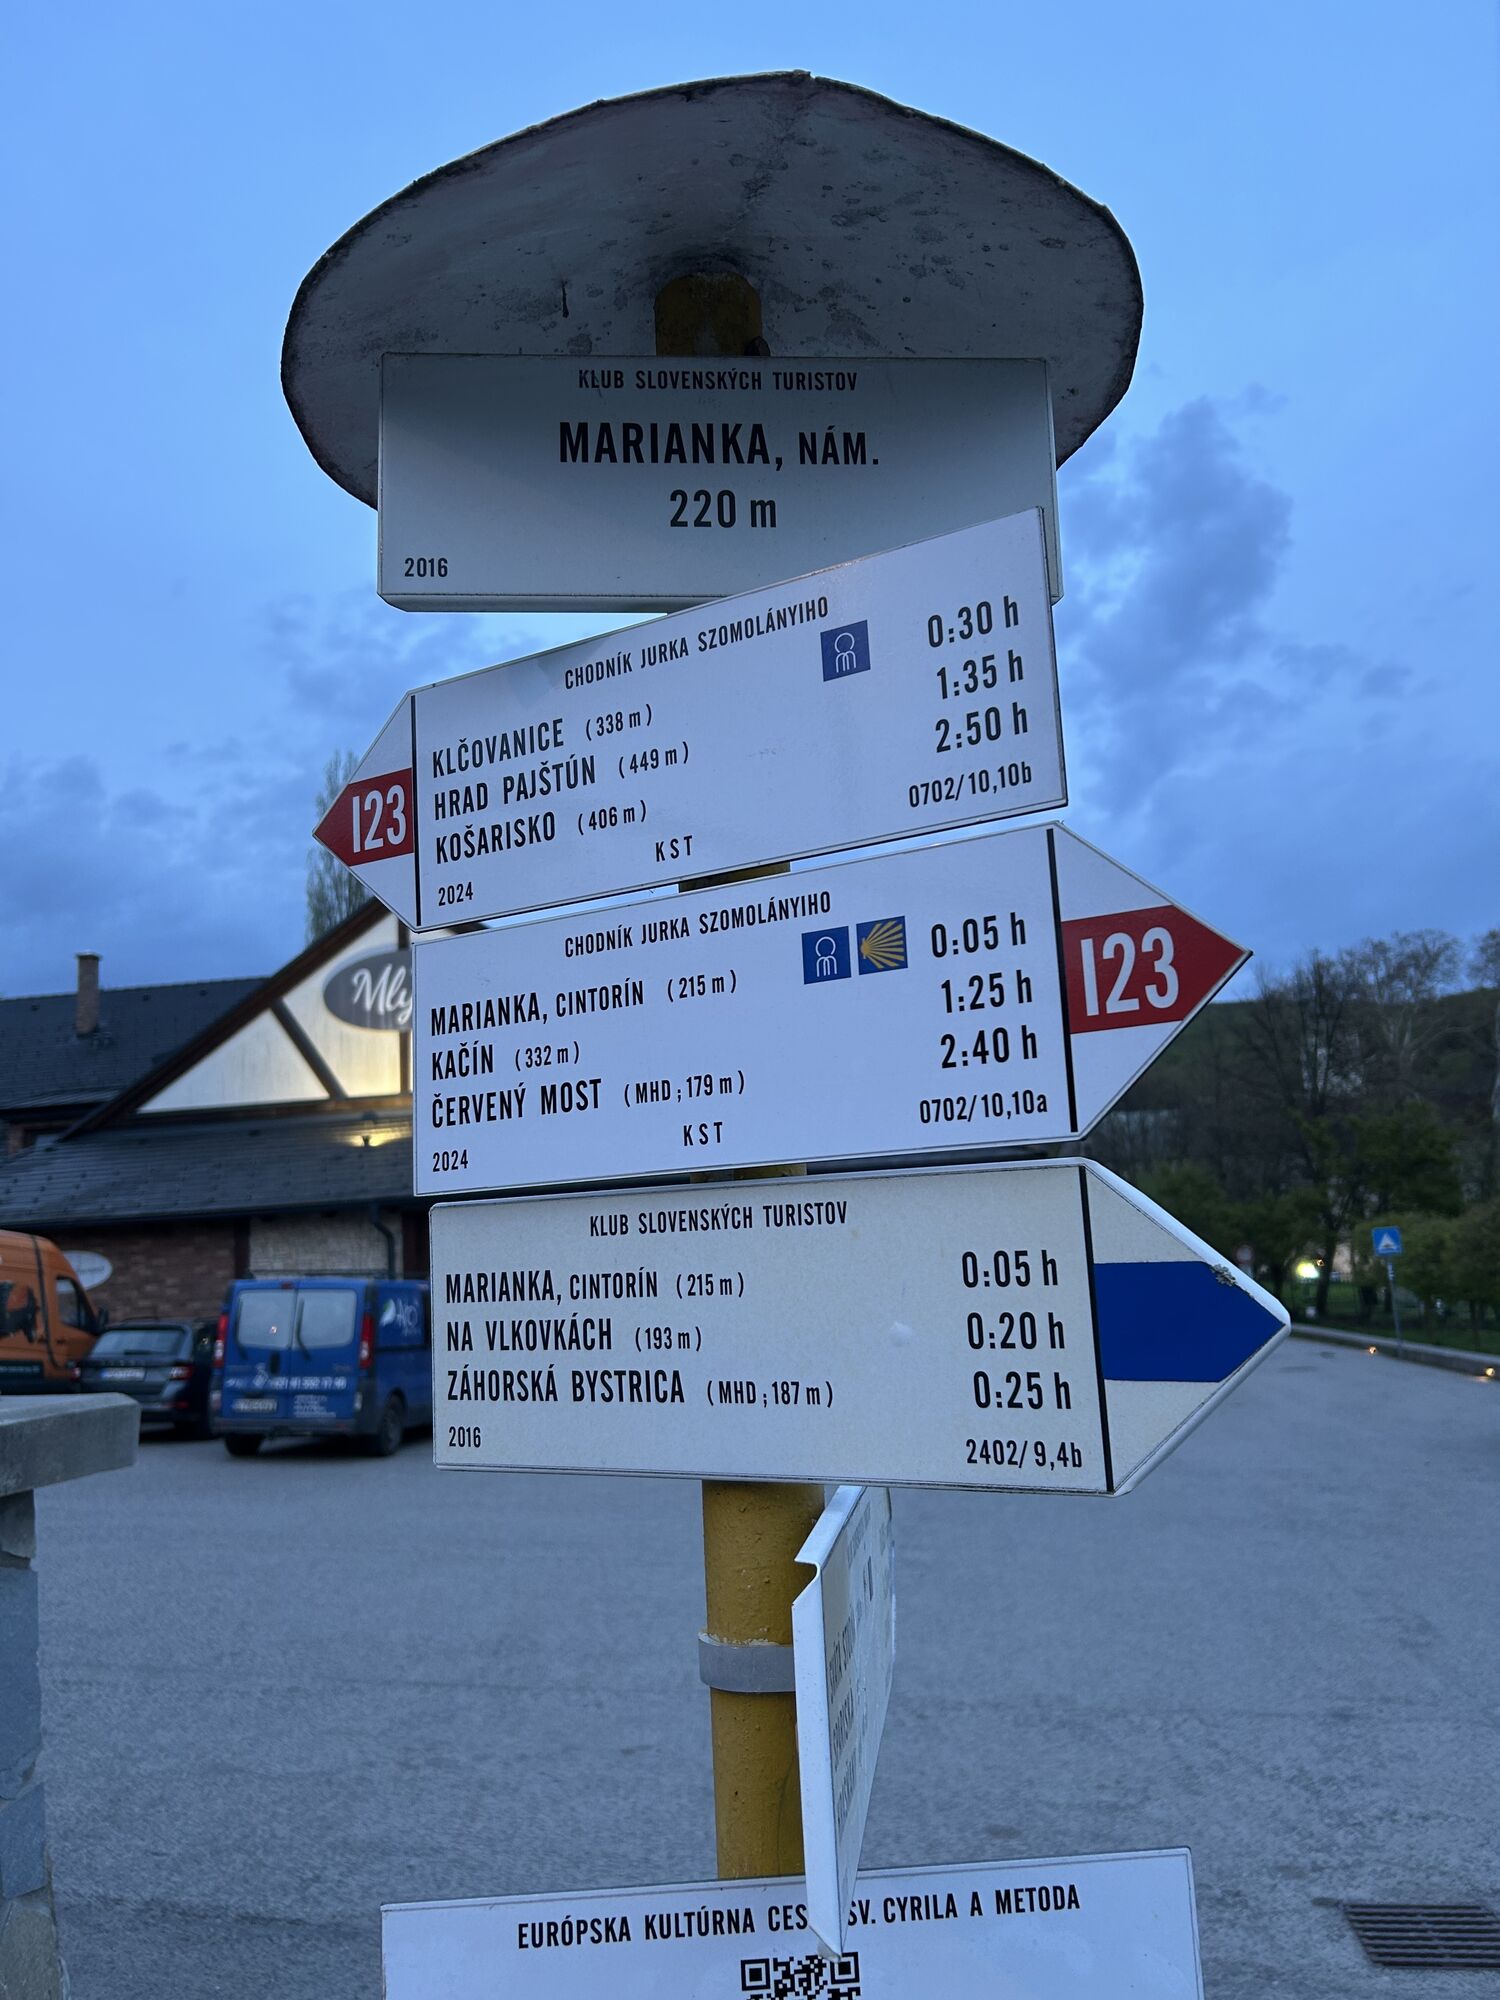 KLUB SLOVENSKÝCH TURISTOV
MARIANKA, NÁM.
220 m
2016
CHODNÍK JURKA SZOMOLÁNYIHO
KLČOVANICE (338 m) 0:30 h
HRAD PAJŠTÚN (449 m) 1:35 h
KOŠARISKO (406 m) 2:50 h
I23
2024 KST 0702/10,10b
CHODNÍK JURKA SZOMOLÁNYIHO
MARIANKA, CINTORÍN (215 m) 0:05 h
KAČÍN (332 m) 1:25 h
ČERVENÝ MOST (MHD ; 179 m) 2:40 h
I23
2024 KST 0702/10,10a
KLUB SLOVENSKÝCH TURISTOV
MARIANKA, CINTORÍN (215 m) 0:05 h
NA VLKOVKÁCH (193 m) 0:20 h
ZÁHORSKÁ BYSTRICA (MHD ; 187 m) 0:25 h
2016 2402/ 9,4b
EURÓPSKA KULTÚRNA CES SV. CYRILA A METODA
Mly